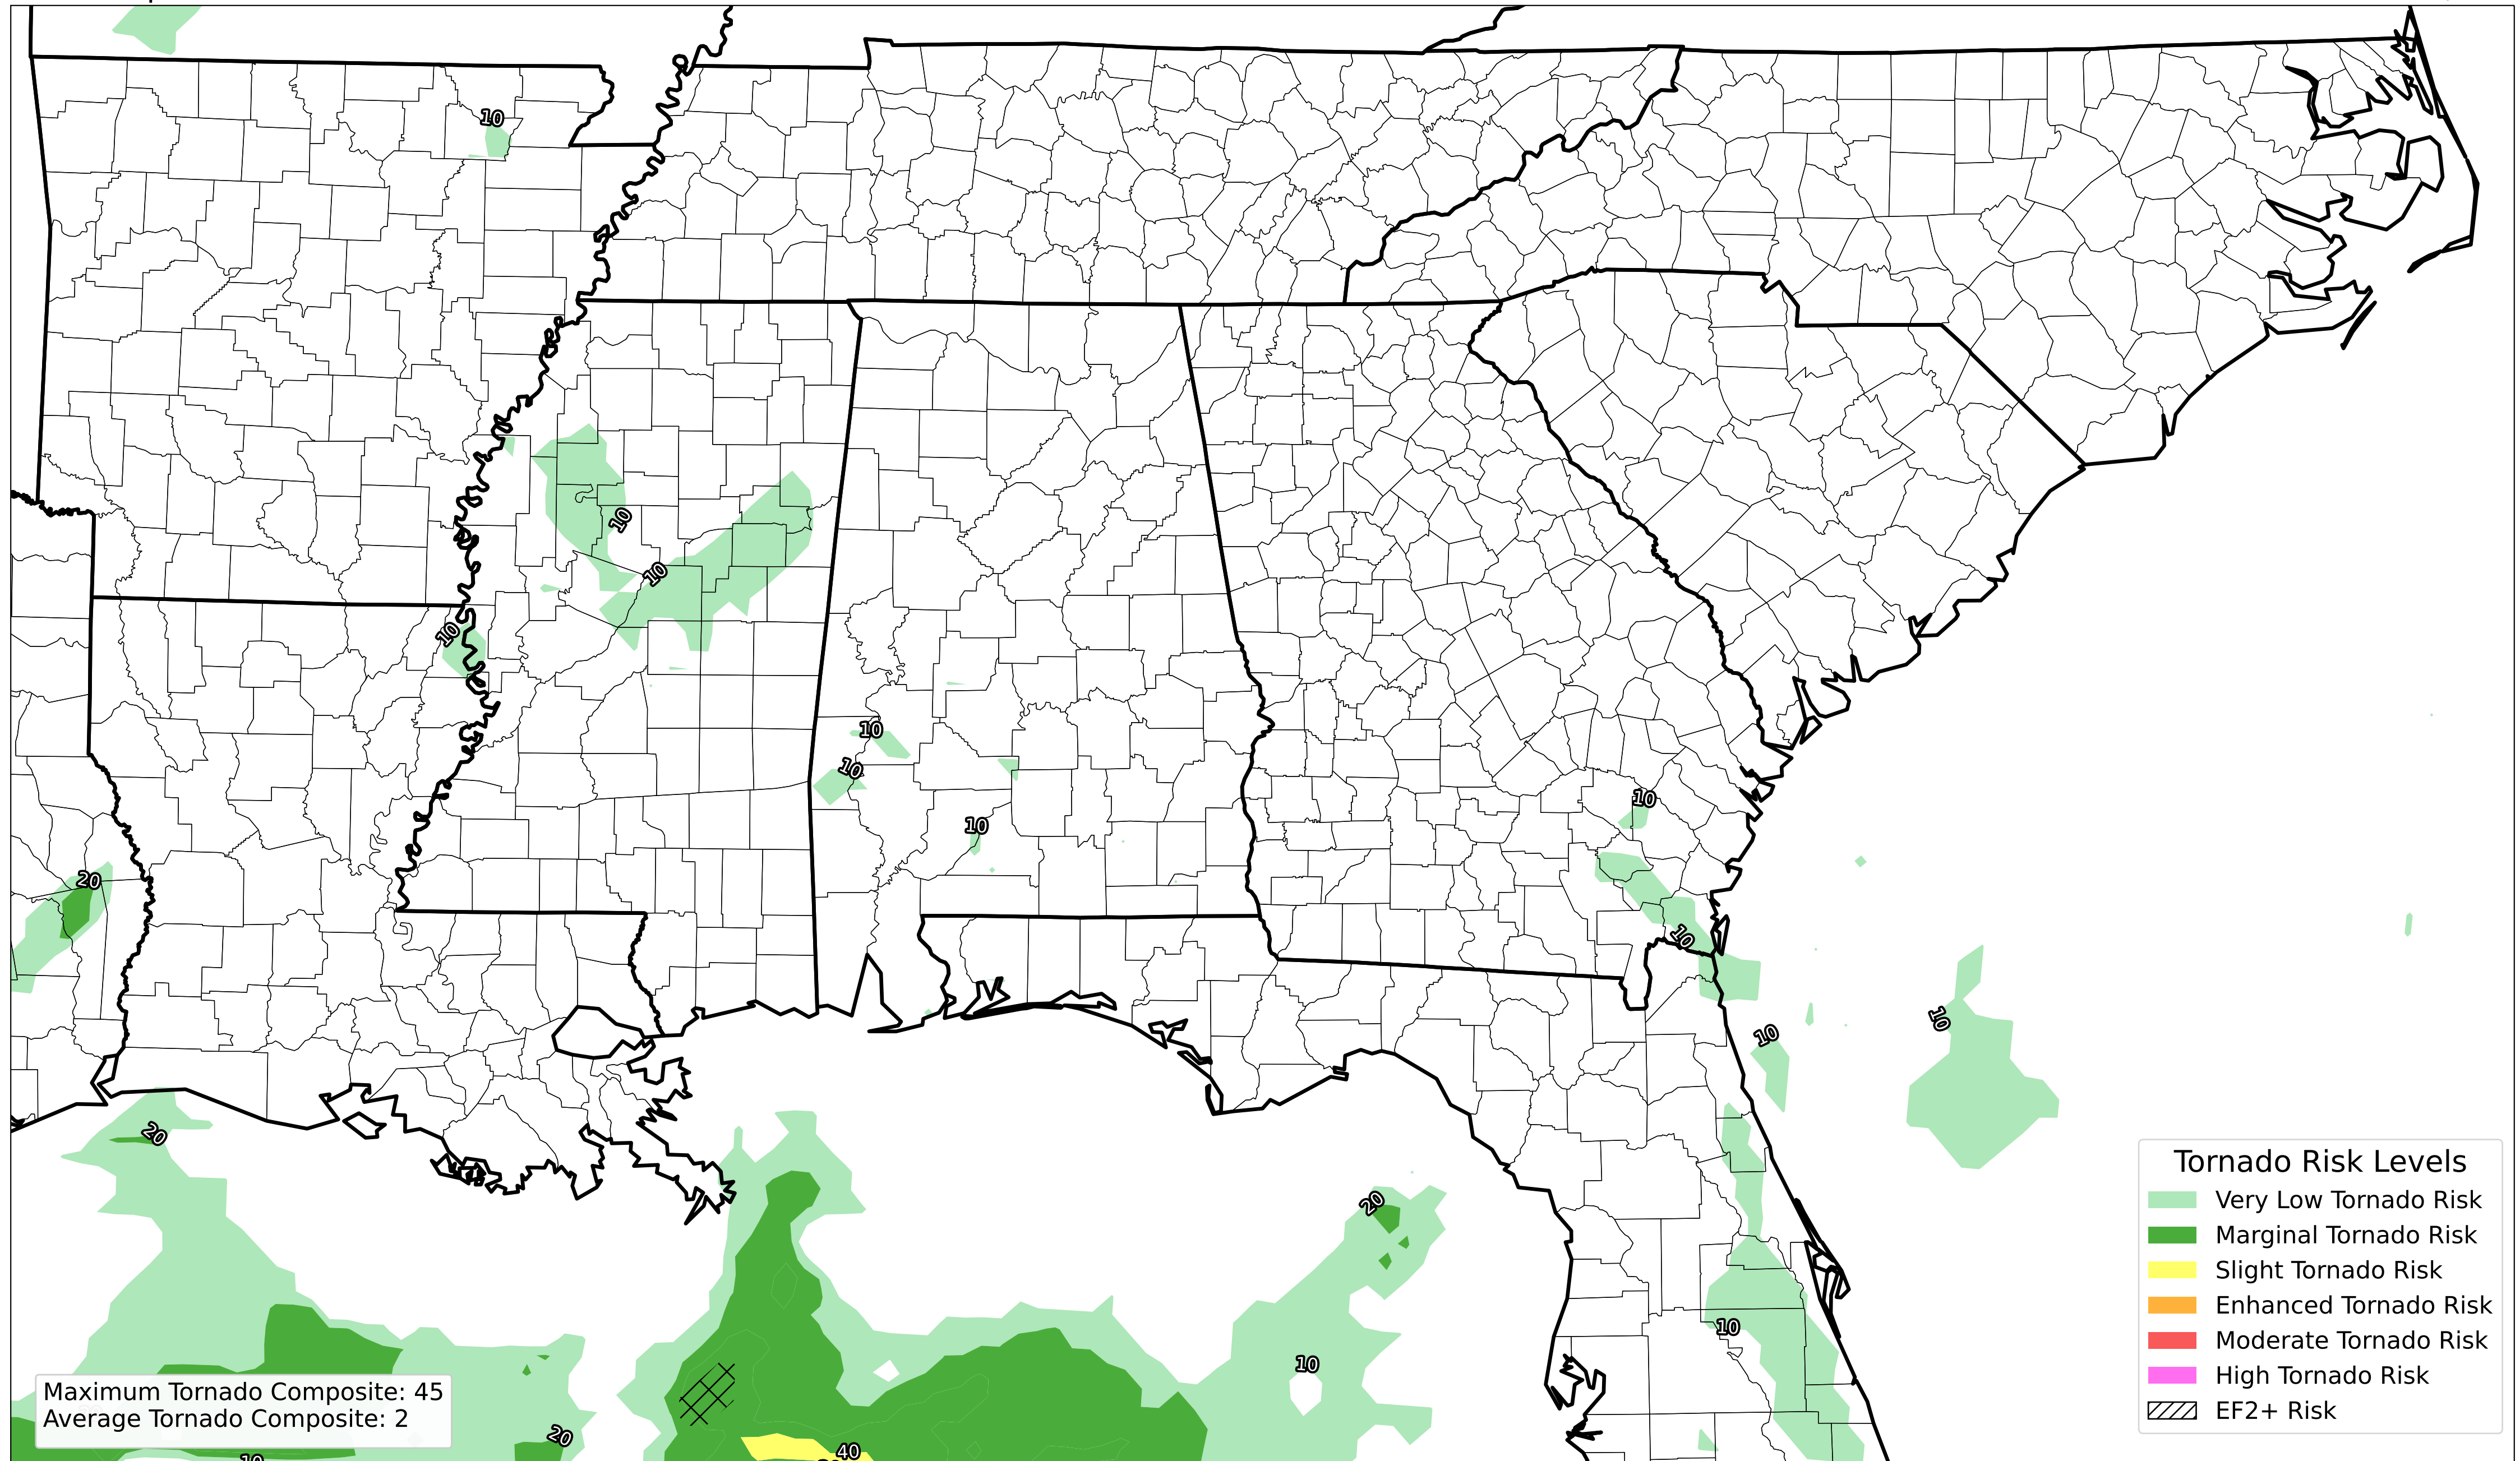 10
10
10
10
10
10
10
10
20
10
10
10
20
20
10
10
20
40
10
Tornado Risk Levels
Very Low Tornado Risk
Marginal Tornado Risk
Slight Tornado Risk
Enhanced Tornado Risk
Moderate Tornado Risk
High Tornado Risk
EF2+ Risk
Maximum Tornado Composite: 45
Average Tornado Composite: 2